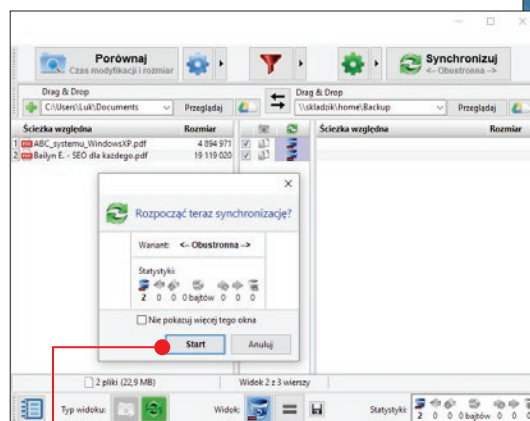 Porównaj
Czas modyfikacji i rozmiar
Synchronizuj
<-- Obustronna -->
Drag & Drop
C:\Users\Luk\Documents
Przeglądaj
Drag & Drop
\\skladzik\home\Backup
Przeglądaj
Ścieżka względna Rozmiar
Ścieżka względna Rozmiar
1 ABC_systemu_WindowsXP.pdf 4 894 971
2 Bailyn E. - SEO dla każdego.pdf 19 119 020
Rozpocząć teraz synchronizację?
Wariant: <-- Obustronna -->
Statystyki:
2 0 0 0 bajtów 0 0 0
Nie pokazuj więcej tego okna
Start
Anuluj
2 pliki (22,9 MB)
Widok 2 z 3 wierszy
Typ widoku:
Widok:
Statystyki:
2 0 0 0 bajtów 0 0 0